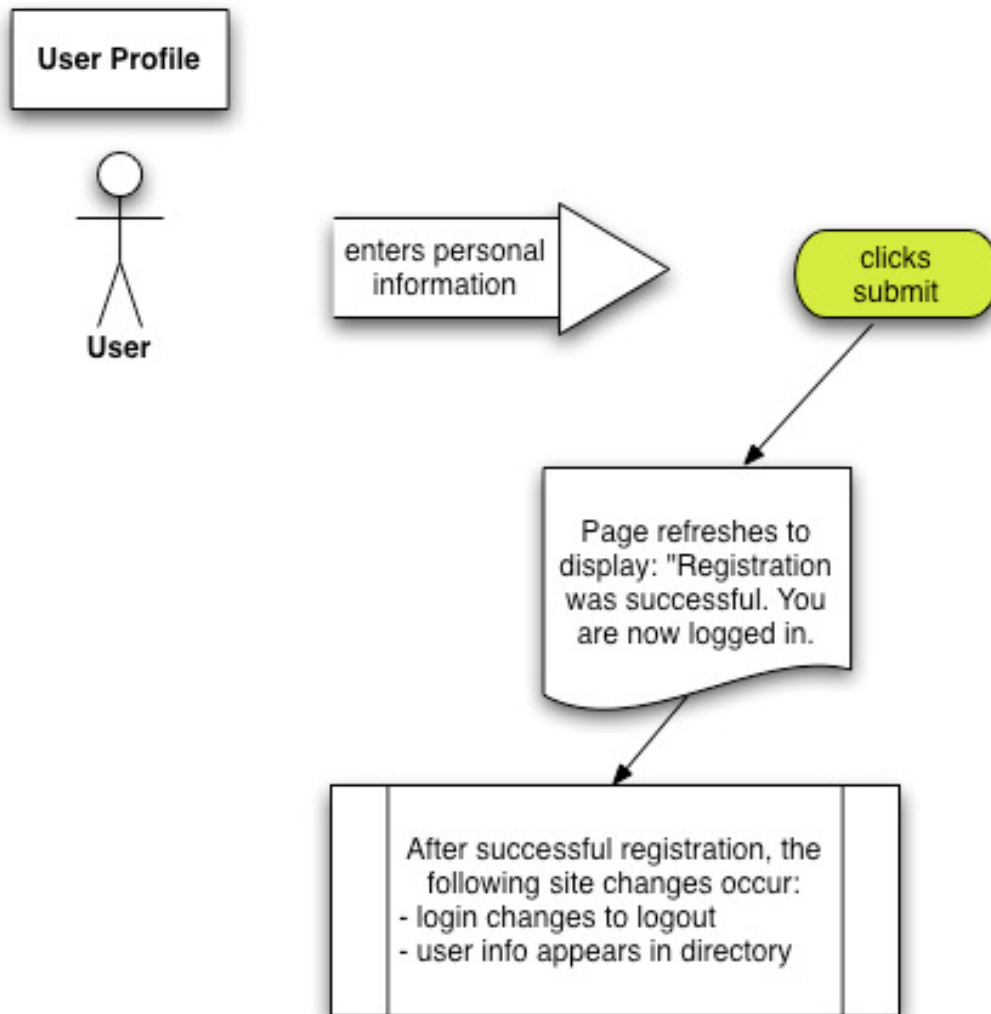 User Profile
User
enters personal
information
clicks
submit
Page refreshes to
display: "Registration
was successful. You
are now logged in.
After successful registration, the
following site changes occur:
- login changes to logout
- user info appears in directory